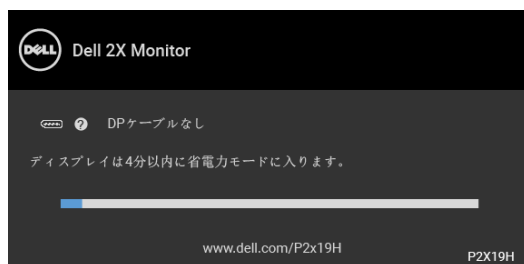 DELL Dell 2X Monitor
? DPケーブルなし
ディスプレイは4分以内に省電力モードに入ります。
www.dell.com/P2x19H
P2X19H